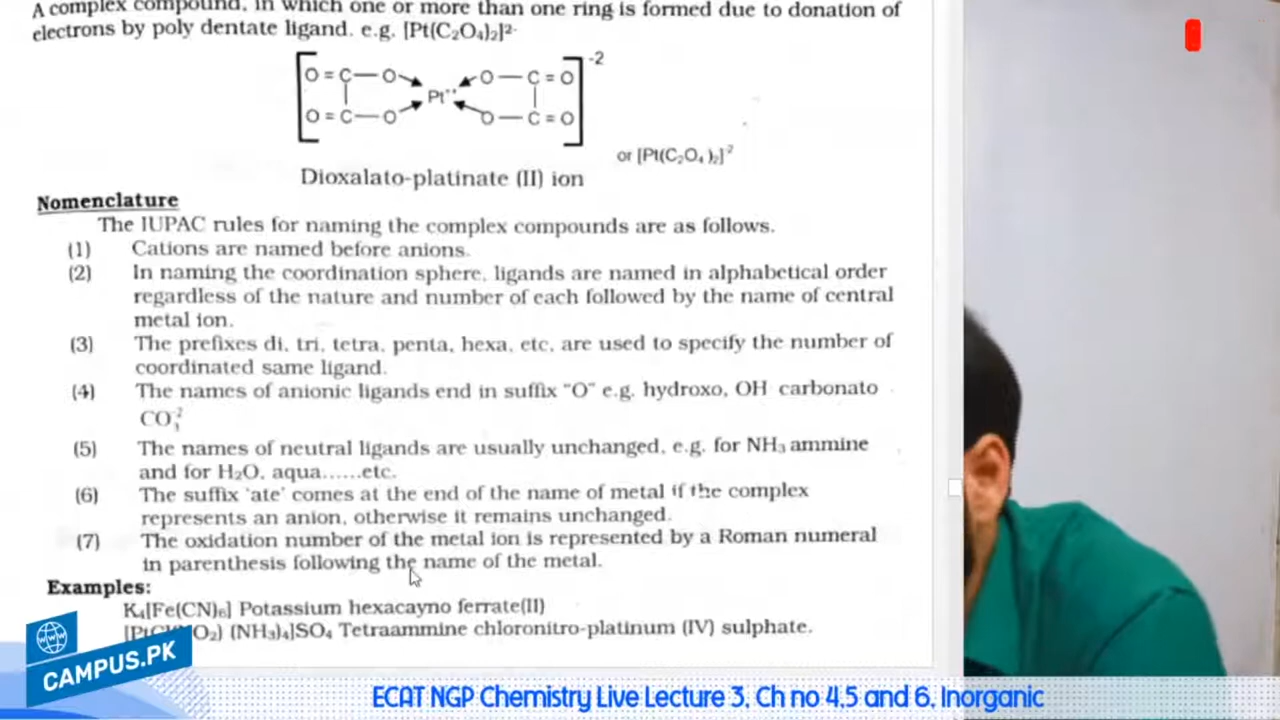 A complex compound, in which one or more than one ring is formed due to donation of
electrons by poly dentate ligand. e.g. [Pt(C₂O₄)₂]²⁻
O = C — O O — C = O
Pt⁺⁺
O = C — O O — C = O
-2
or [Pt(C₂O₄)₂]⁻²
Dioxalato-platinate (II) ion
Nomenclature
The IUPAC rules for naming the complex compounds are as follows.
(1) Cations are named before anions.
(2) In naming the coordination sphere, ligands are named in alphabetical order
regardless of the nature and number of each followed by the name of central
metal ion.
(3) The prefixes di, tri, tetra, penta, hexa, etc, are used to specify the number of
coordinated same ligand.
(4) The names of anionic ligands end in suffix "O" e.g. hydroxo, OH carbonato
CO₃²⁻
(5) The names of neutral ligands are usually unchanged, e.g. for NH₃ ammine
and for H₂O, aqua......etc.
(6) The suffix 'ate' comes at the end of the name of metal if the complex
represents an anion, otherwise it remains unchanged.
(7) The oxidation number of the metal ion is represented by a Roman numeral
in parenthesis following the name of the metal.
Examples:
K₄[Fe(CN)₆] Potassium hexacayno ferrate(II)
O₂) (NH₃)₄]SO₄ Tetraammine chloronitro-platinum (IV) sulphate.
WWW
CAMPUS.PK
ECAT NGP Chemistry Live Lecture 3, Ch no 4,5 and 6, Inorganic